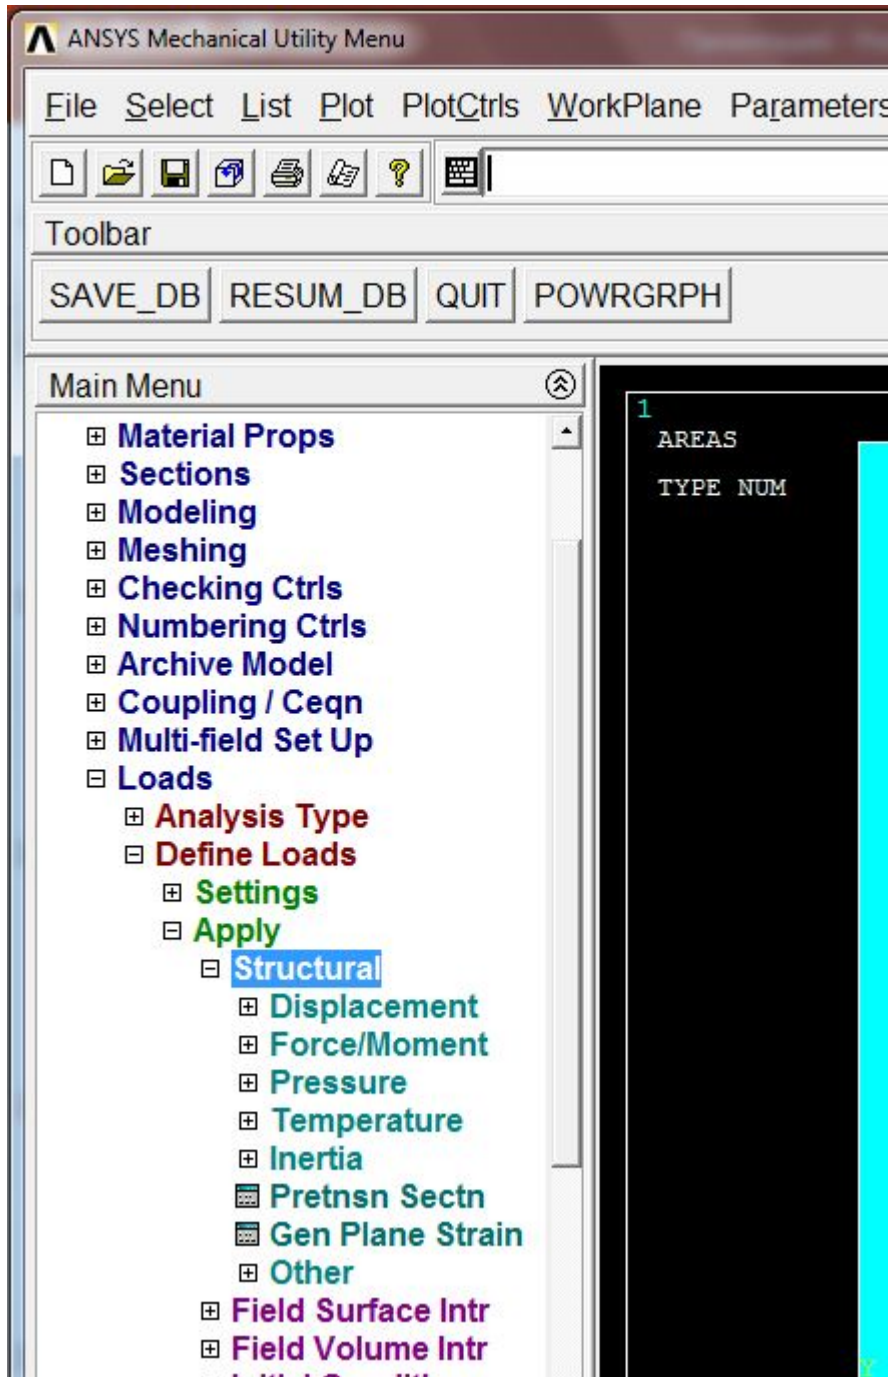 ANSYS Mechanical Utility Menu
File Select List Plot PlotCtrls WorkPlane Parameters
Toolbar
SAVE_DB RESUM_DB QUIT POWRGRPH
Main Menu
Material Props
Sections
Modeling
Meshing
Checking Ctrls
Numbering Ctrls
Archive Model
Coupling / Ceqn
Multi-field Set Up
Loads
Analysis Type
Define Loads
Settings
Apply
Structural
Displacement
Force/Moment
Pressure
Temperature
Inertia
Pretnsn Sectn
Gen Plane Strain
Other
Field Surface Intr
Field Volume Intr
1
AREAS
TYPE NUM
Y